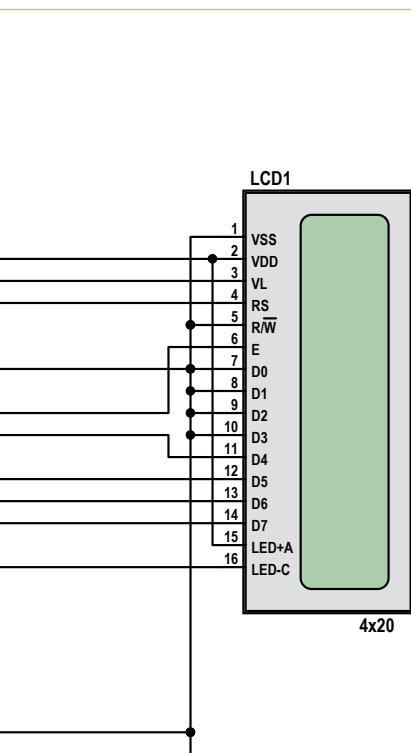 LCD1
1 VSS
2 VDD
3 VL
4 RS
5 R/W̅
6 E
7 D0
8 D1
9 D2
10 D3
11 D4
12 D5
13 D6
14 D7
15 LED+A
16 LED-C
4x20